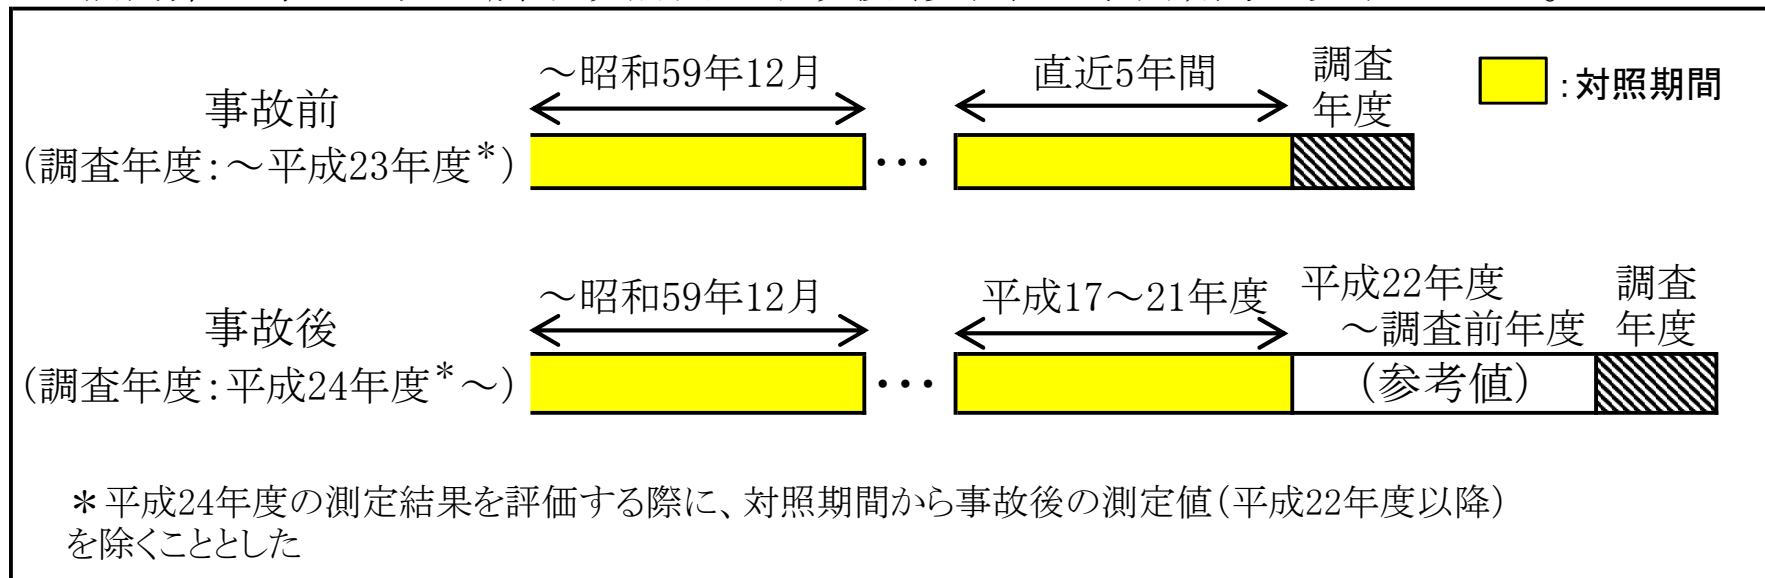 ~昭和59年12月
直近5年間
調査
年度
:対照期間
事故前
(調査年度:~平成23年度*)
…
~昭和59年12月
平成17~21年度
平成22年度
~調査前年度
調査
年度
事故後
(調査年度:平成24年度*~)
…
(参考値)
*平成24年度の測定結果を評価する際に、対照期間から事故後の測定値(平成22年度以降)
を除くこととした